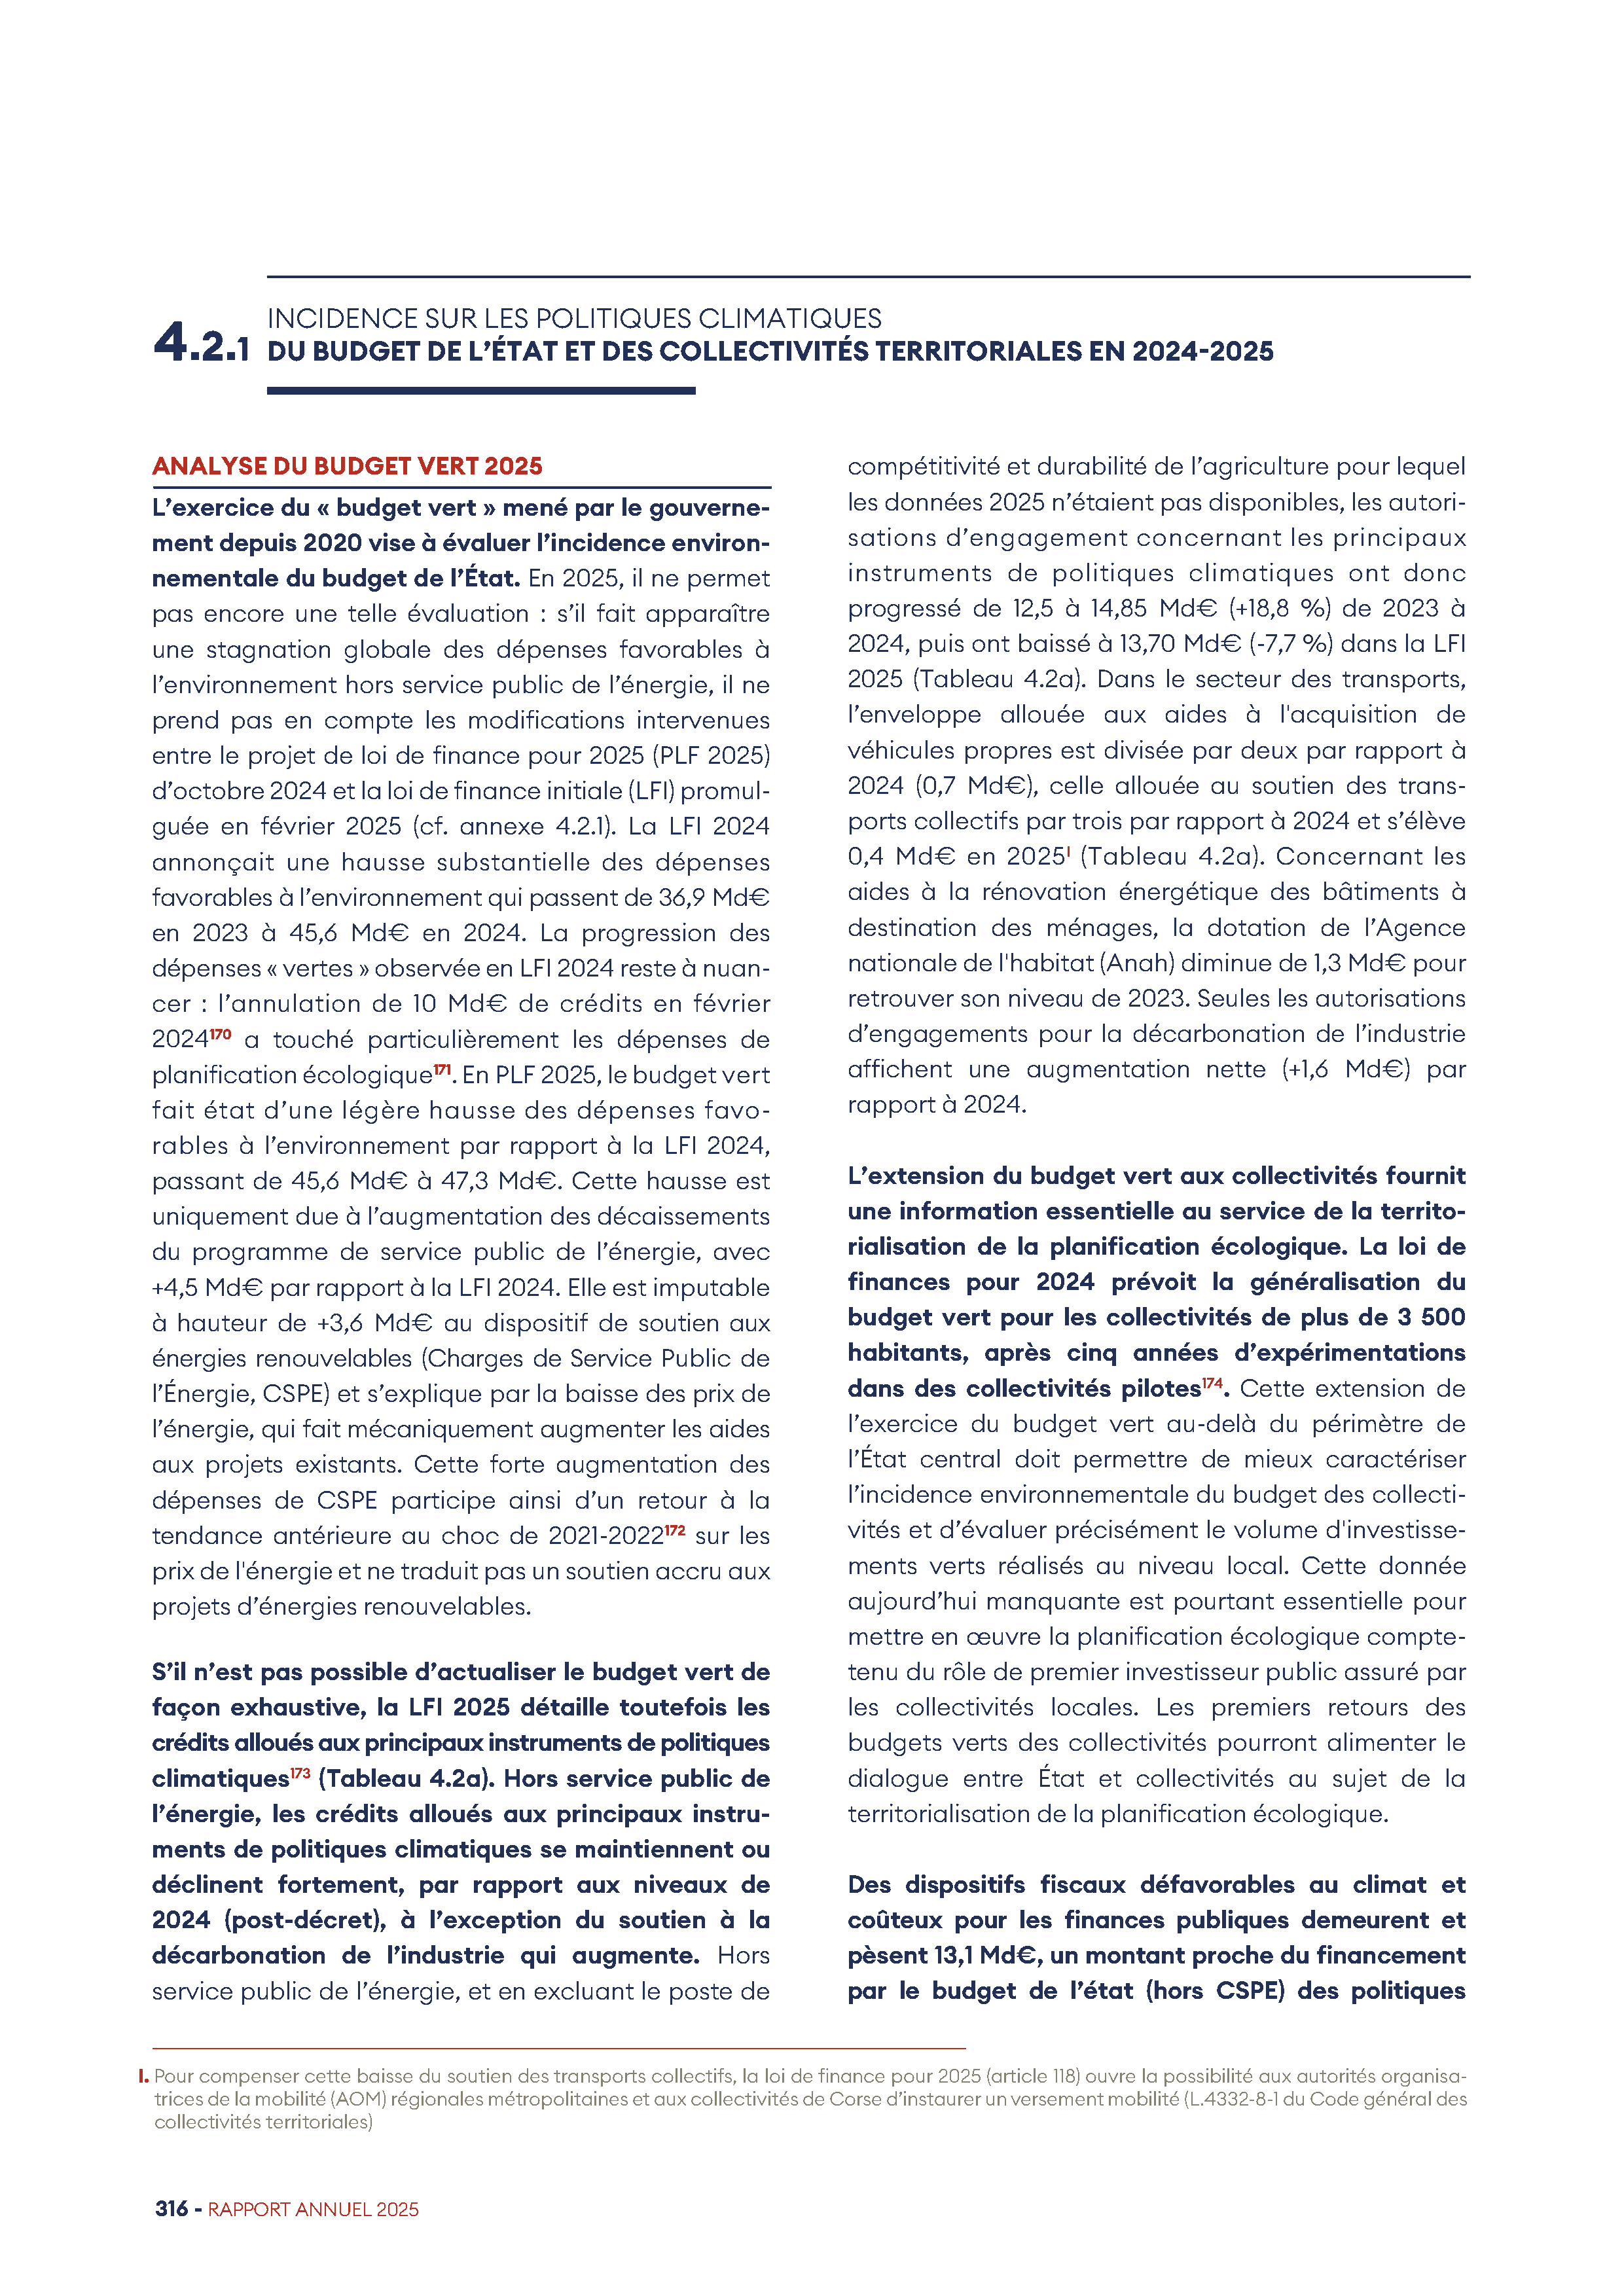 4.2.1
INCIDENCE SUR LES POLITIQUES CLIMATIQUES
DU BUDGET DE L’ÉTAT ET DES COLLECTIVITÉS TERRITORIALES EN 2024-2025
ANALYSE DU BUDGET VERT 2025
L’exercice du « budget vert » mené par le gouverne-
ment depuis 2020 vise à évaluer l’incidence environ-
nementale du budget de l’État. En 2025, il ne permet
pas encore une telle évaluation : s’il fait apparaître
une stagnation globale des dépenses favorables à
l’environnement hors service public de l’énergie, il ne
prend pas en compte les modifications intervenues
entre le projet de loi de finance pour 2025 (PLF 2025)
d’octobre 2024 et la loi de finance initiale (LFI) promul-
guée en février 2025 (cf. annexe 4.2.1). La LFI 2024
annonçait une hausse substantielle des dépenses
favorables à l’environnement qui passent de 36,9 Md€
en 2023 à 45,6 Md€ en 2024. La progression des
dépenses « vertes » observée en LFI 2024 reste à nuan-
cer : l’annulation de 10 Md€ de crédits en février
2024170 a touché particulièrement les dépenses de
planification écologique171. En PLF 2025, le budget vert
fait état d’une légère hausse des dépenses favo-
rables à l’environnement par rapport à la LFI 2024,
passant de 45,6 Md€ à 47,3 Md€. Cette hausse est
uniquement due à l’augmentation des décaissements
du programme de service public de l’énergie, avec
+4,5 Md€ par rapport à la LFI 2024. Elle est imputable
à hauteur de +3,6 Md€ au dispositif de soutien aux
énergies renouvelables (Charges de Service Public de
l’Énergie, CSPE) et s’explique par la baisse des prix de
l’énergie, qui fait mécaniquement augmenter les aides
aux projets existants. Cette forte augmentation des
dépenses de CSPE participe ainsi d’un retour à la
tendance antérieure au choc de 2021-2022172 sur les
prix de l'énergie et ne traduit pas un soutien accru aux
projets d’énergies renouvelables.
S’il n’est pas possible d’actualiser le budget vert de
façon exhaustive, la LFI 2025 détaille toutefois les
crédits alloués aux principaux instruments de politiques
climatiques173 (Tableau 4.2a). Hors service public de
l’énergie, les crédits alloués aux principaux instru-
ments de politiques climatiques se maintiennent ou
déclinent fortement, par rapport aux niveaux de
2024 (post-décret), à l’exception du soutien à la
décarbonation de l’industrie qui augmente. Hors
service public de l’énergie, et en excluant le poste de
compétitivité et durabilité de l’agriculture pour lequel
les données 2025 n’étaient pas disponibles, les autori-
sations d’engagement concernant les principaux
instruments de politiques climatiques ont donc
progressé de 12,5 à 14,85 Md€ (+18,8 %) de 2023 à
2024, puis ont baissé à 13,70 Md€ (-7,7 %) dans la LFI
2025 (Tableau 4.2a). Dans le secteur des transports,
l’enveloppe allouée aux aides à l'acquisition de
véhicules propres est divisée par deux par rapport à
2024 (0,7 Md€), celle allouée au soutien des trans-
ports collectifs par trois par rapport à 2024 et s’élève
0,4 Md€ en 2025I (Tableau 4.2a). Concernant les
aides à la rénovation énergétique des bâtiments à
destination des ménages, la dotation de l’Agence
nationale de l'habitat (Anah) diminue de 1,3 Md€ pour
retrouver son niveau de 2023. Seules les autorisations
d’engagements pour la décarbonation de l’industrie
affichent une augmentation nette (+1,6 Md€) par
rapport à 2024.
L’extension du budget vert aux collectivités fournit
une information essentielle au service de la territo-
rialisation de la planification écologique. La loi de
finances pour 2024 prévoit la généralisation du
budget vert pour les collectivités de plus de 3 500
habitants, après cinq années d’expérimentations
dans des collectivités pilotes174. Cette extension de
l’exercice du budget vert au-delà du périmètre de
l’État central doit permettre de mieux caractériser
l’incidence environnementale du budget des collecti-
vités et d’évaluer précisément le volume d'investisse-
ments verts réalisés au niveau local. Cette donnée
aujourd’hui manquante est pourtant essentielle pour
mettre en œuvre la planification écologique compte-
tenu du rôle de premier investisseur public assuré par
les collectivités locales. Les premiers retours des
budgets verts des collectivités pourront alimenter le
dialogue entre État et collectivités au sujet de la
territorialisation de la planification écologique.
Des dispositifs fiscaux défavorables au climat et
coûteux pour les finances publiques demeurent et
pèsent 13,1 Md€, un montant proche du financement
par le budget de l’état (hors CSPE) des politiques
I. Pour compenser cette baisse du soutien des transports collectifs, la loi de finance pour 2025 (article 118) ouvre la possibilité aux autorités organisa-
trices de la mobilité (AOM) régionales métropolitaines et aux collectivités de Corse d’instaurer un versement mobilité (L.4332-8-1 du Code général des
collectivités territoriales)
316 - RAPPORT ANNUEL 2025